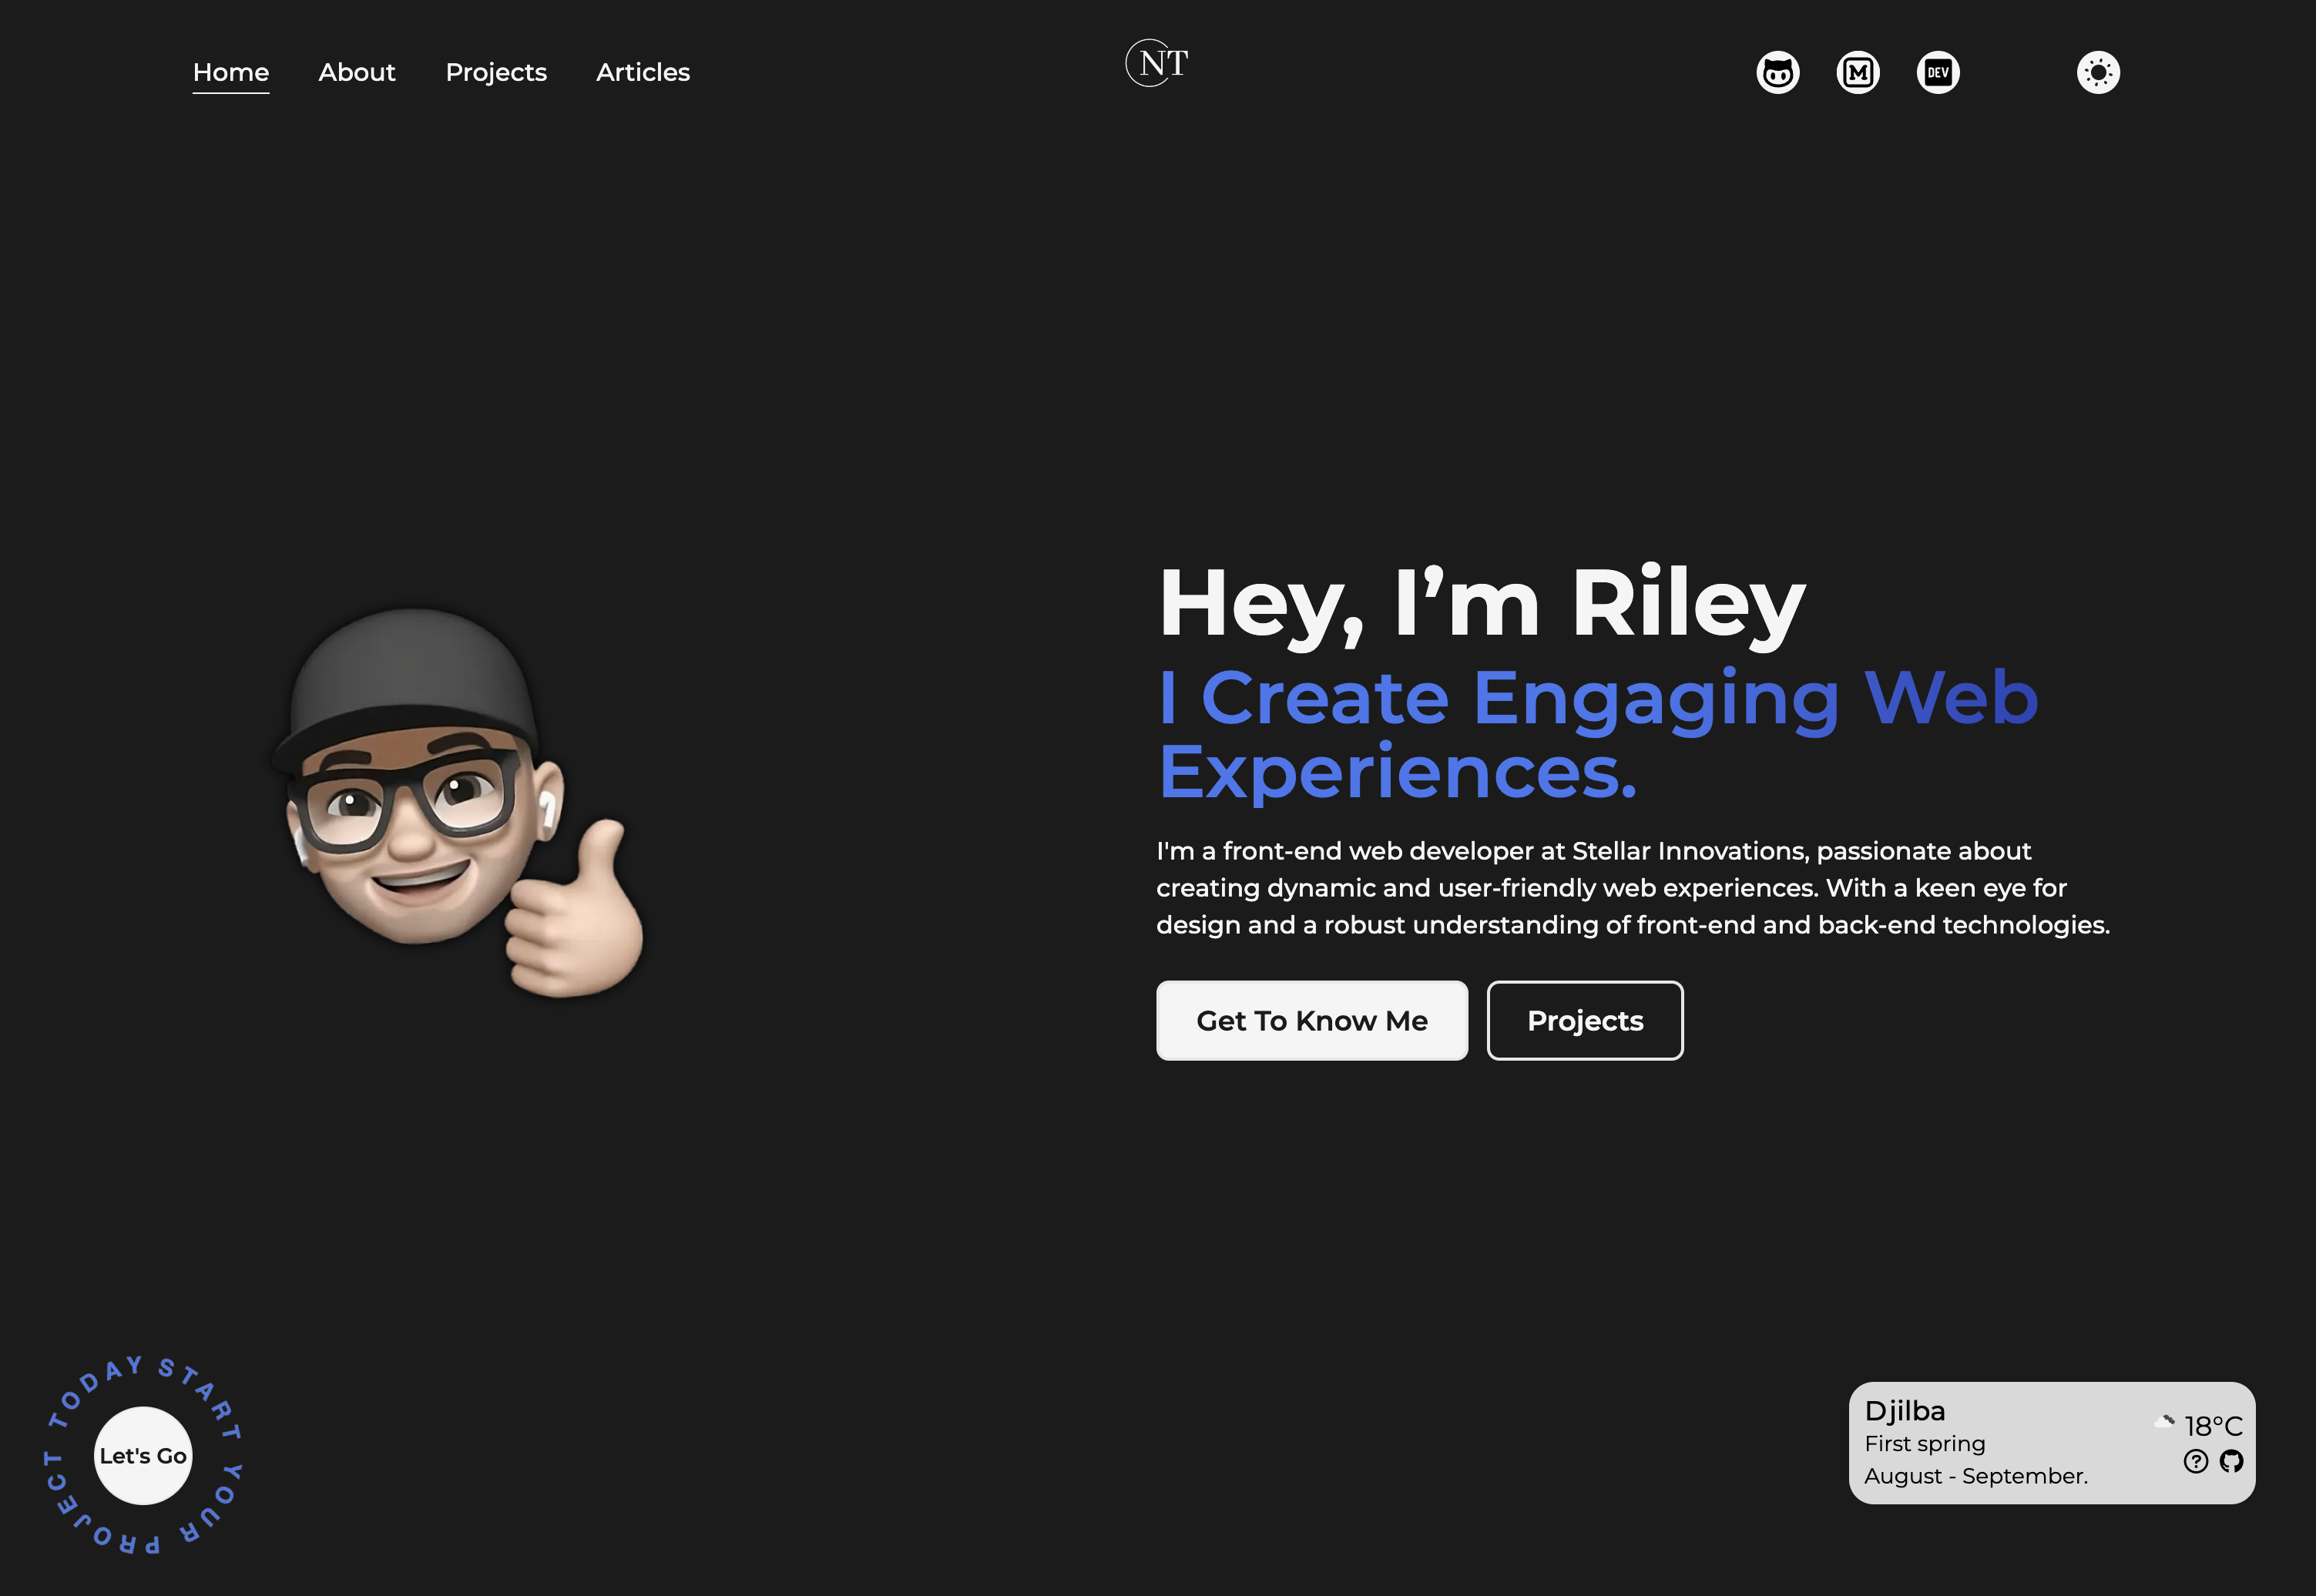 Home About Projects Articles
NT
M
DEV
Hey, I’m Riley
I Create Engaging Web
Experiences.
I'm a front-end web developer at Stellar Innovations, passionate about
creating dynamic and user-friendly web experiences. With a keen eye for
design and a robust understanding of front-end and back-end technologies.
Get To Know Me
Projects
START YOUR PROJECT TODAY
Let's Go
Djilba
First spring
August - September.
18°C
?